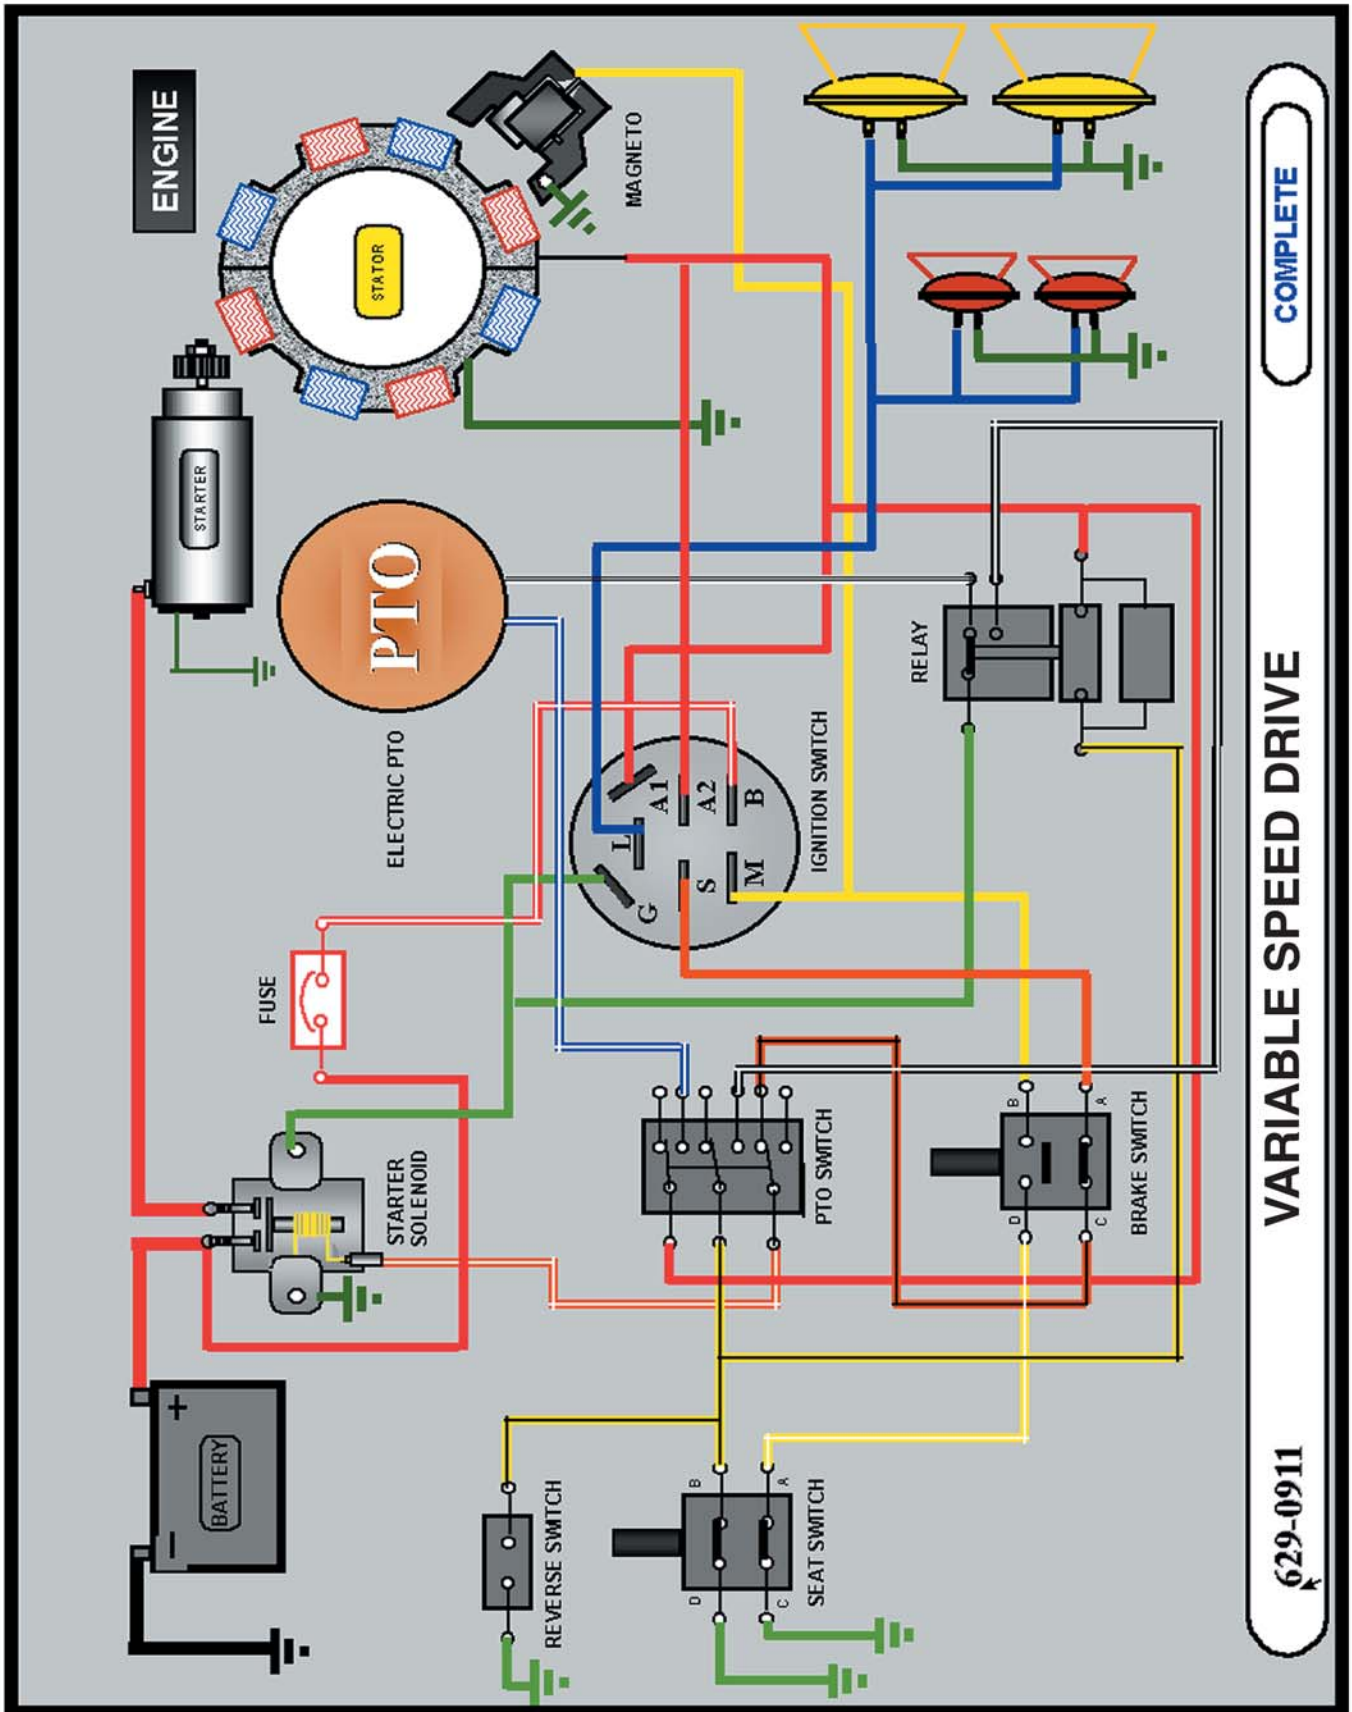 ENGINE
MAGNETO
STATOR
STARTER
PTO
ELECTRIC PTO
RELAY
IGNITION SWITCH
A1
A2
B
L
G
S
M
FUSE
STARTER
SOLENOID
PTO SWITCH
BRAKE SWITCH
B
A
D
C
BATTERY
+
−
REVERSE SWITCH
SEAT SWITCH
B
A
D
C
629-0911
VARIABLE SPEED DRIVE
COMPLETE